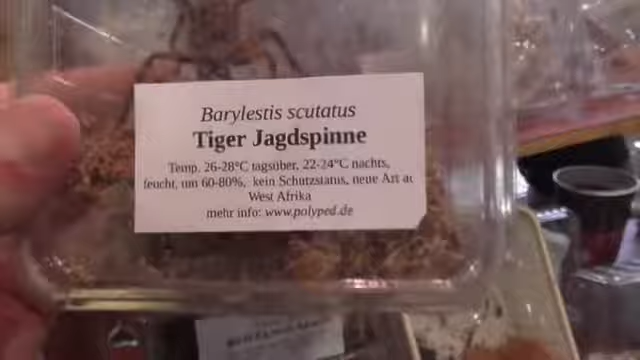 Barylestis scutatus
Tiger Jagdspinne
Temp. 26-28°C tagsüber, 22-24°C nachts,
feucht, um 60-80%, kein Schutzstatus, neue Art au
West Afrika
mehr info: www.polyped.de